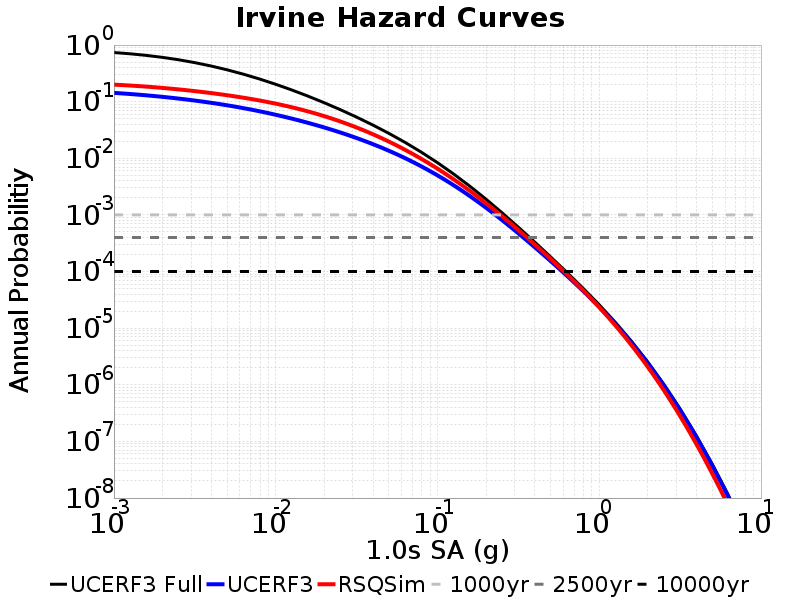 Irvine Hazard Curves
Annual Probabilitiy
10^0
10^-1
10^-2
10^-3
10^-4
10^-5
10^-6
10^-7
10^-8
10^-3 10^-2 10^-1 10^0 10^1
1.0s SA (g)
UCERF3 Full UCERF3 RSQSim 1000yr 2500yr 10000yr